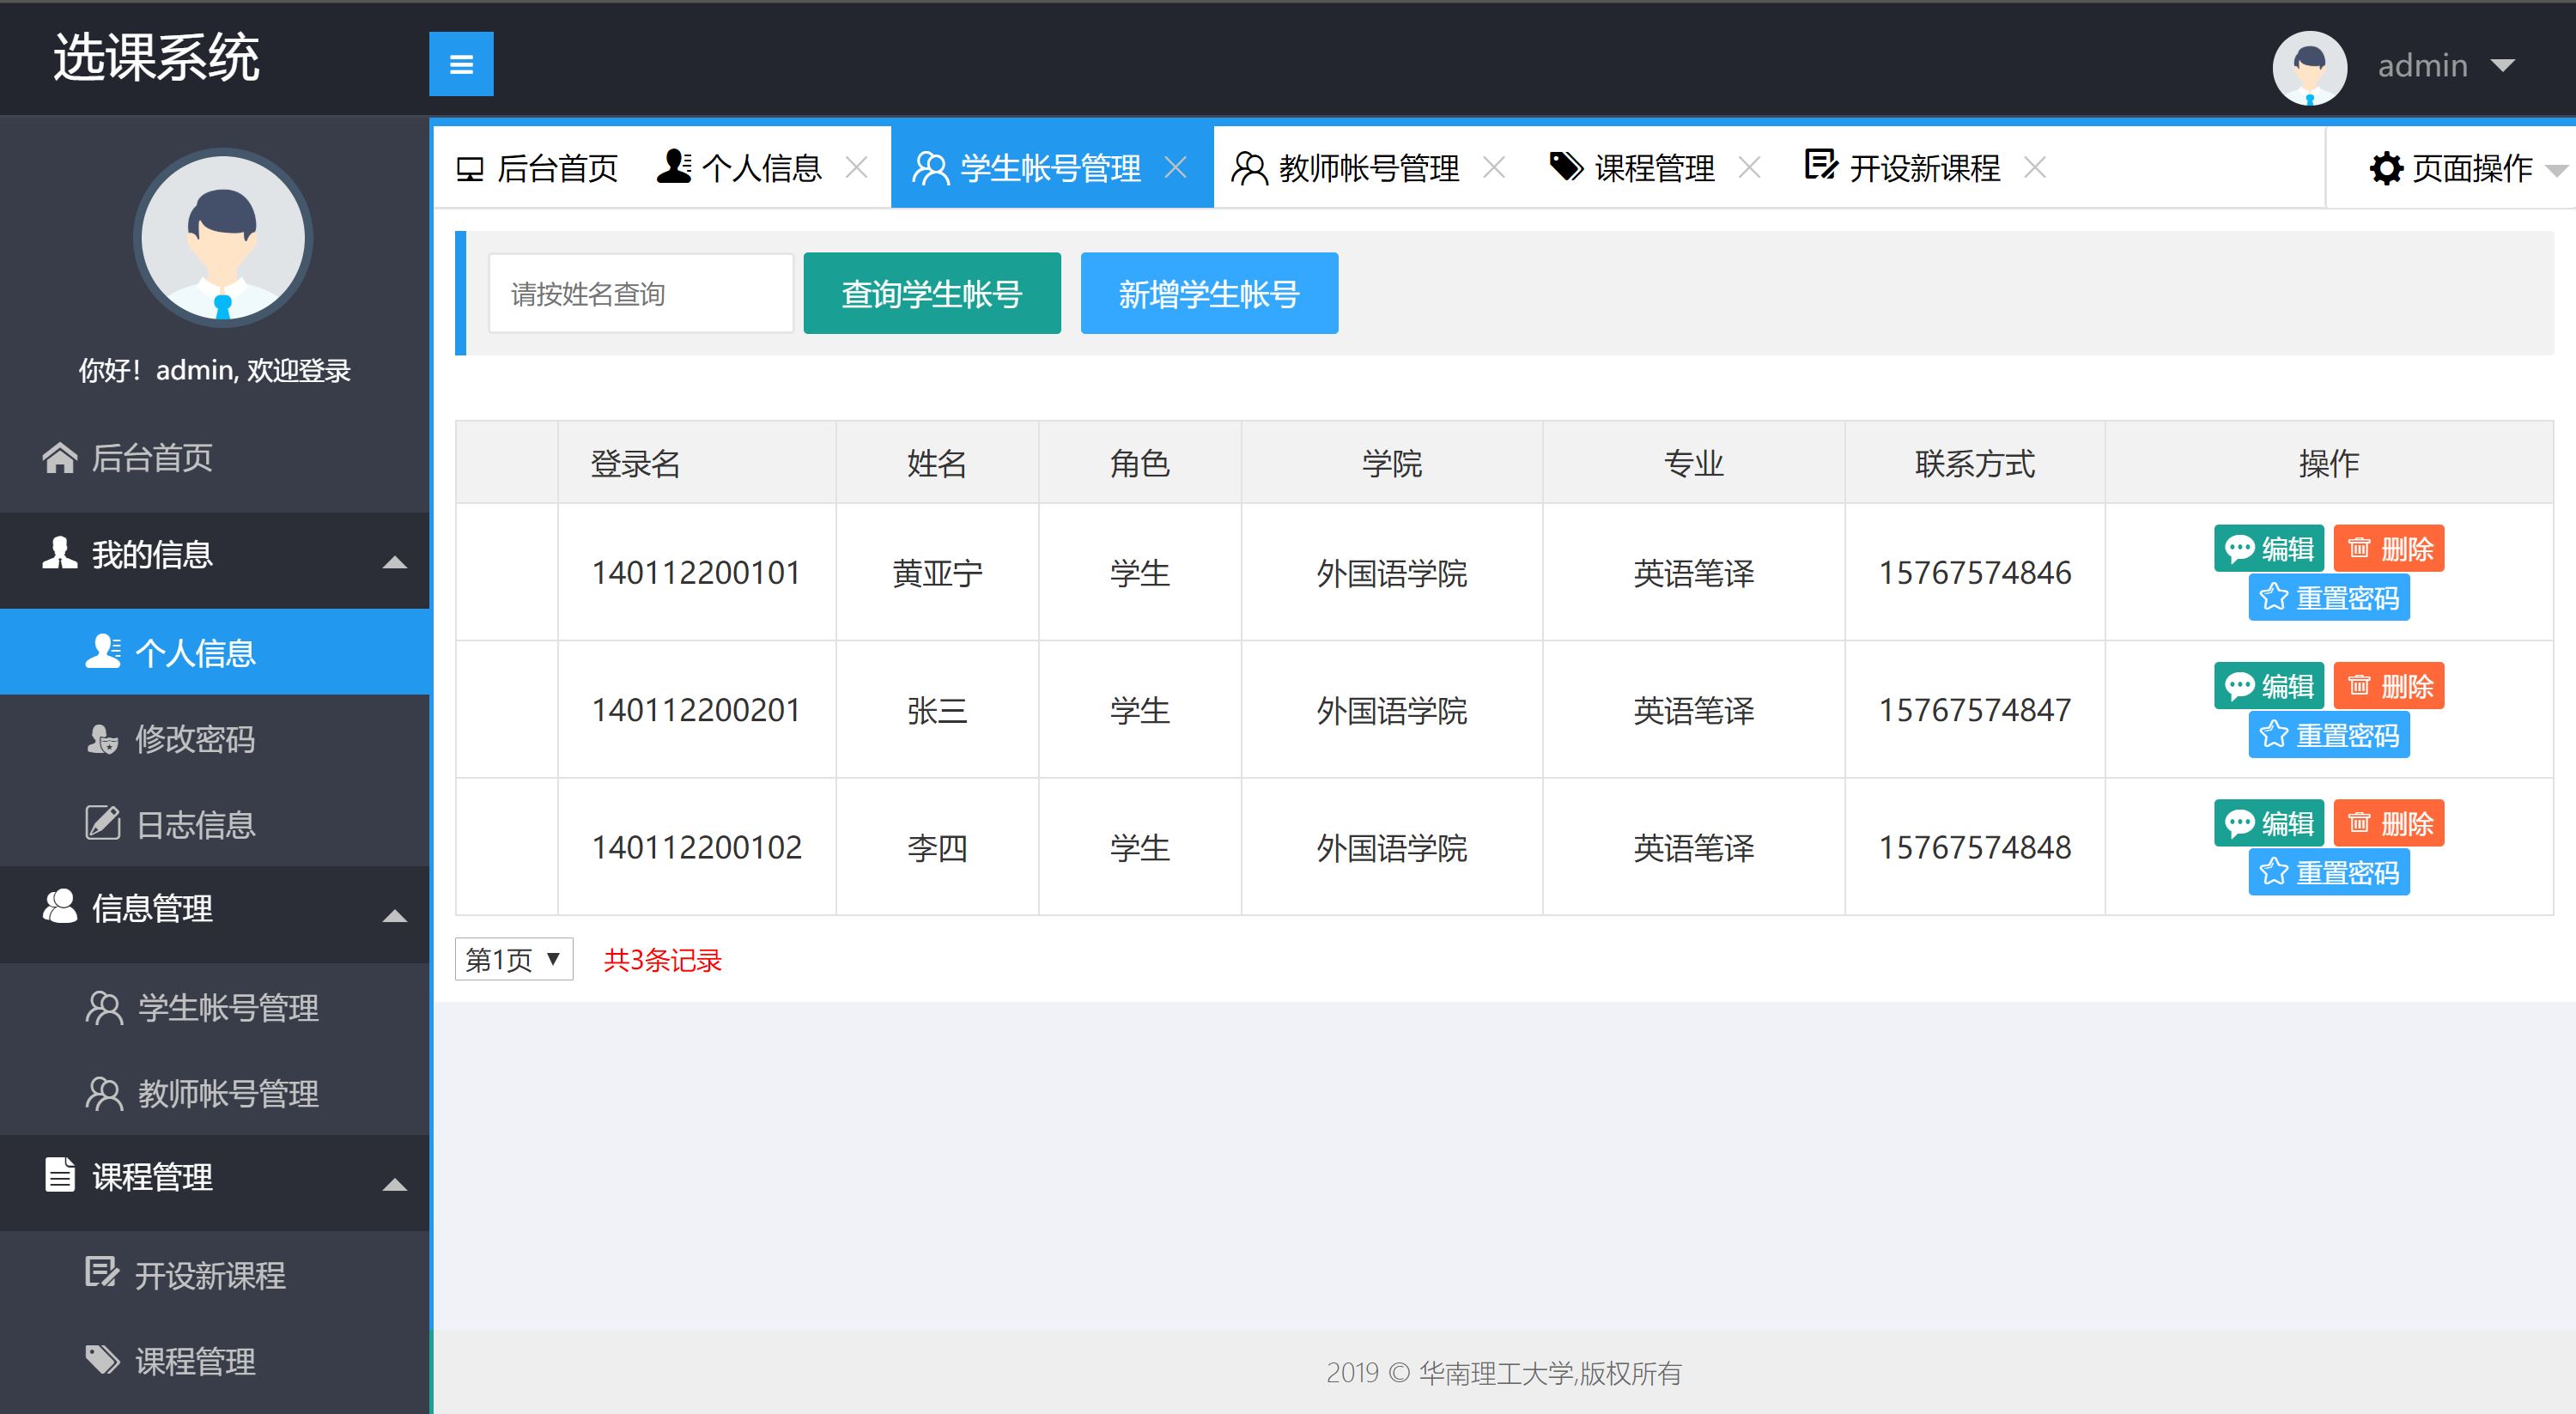 选课系统
admin
你好！admin, 欢迎登录
后台首页
我的信息
个人信息
修改密码
日志信息
信息管理
学生帐号管理
教师帐号管理
课程管理
开设新课程
课程管理
后台首页 个人信息 学生帐号管理 教师帐号管理 课程管理 开设新课程 页面操作
请按姓名查询 查询学生帐号 新增学生帐号
登录名 姓名 角色 学院 专业 联系方式 操作
140112200101 黄亚宁 学生 外国语学院 英语笔译 15767574846 编辑 删除
重置密码
140112200201 张三 学生 外国语学院 英语笔译 15767574847 编辑 删除
重置密码
140112200102 李四 学生 外国语学院 英语笔译 15767574848 编辑 删除
重置密码
第1页 共3条记录
2019 © 华南理工大学,版权所有